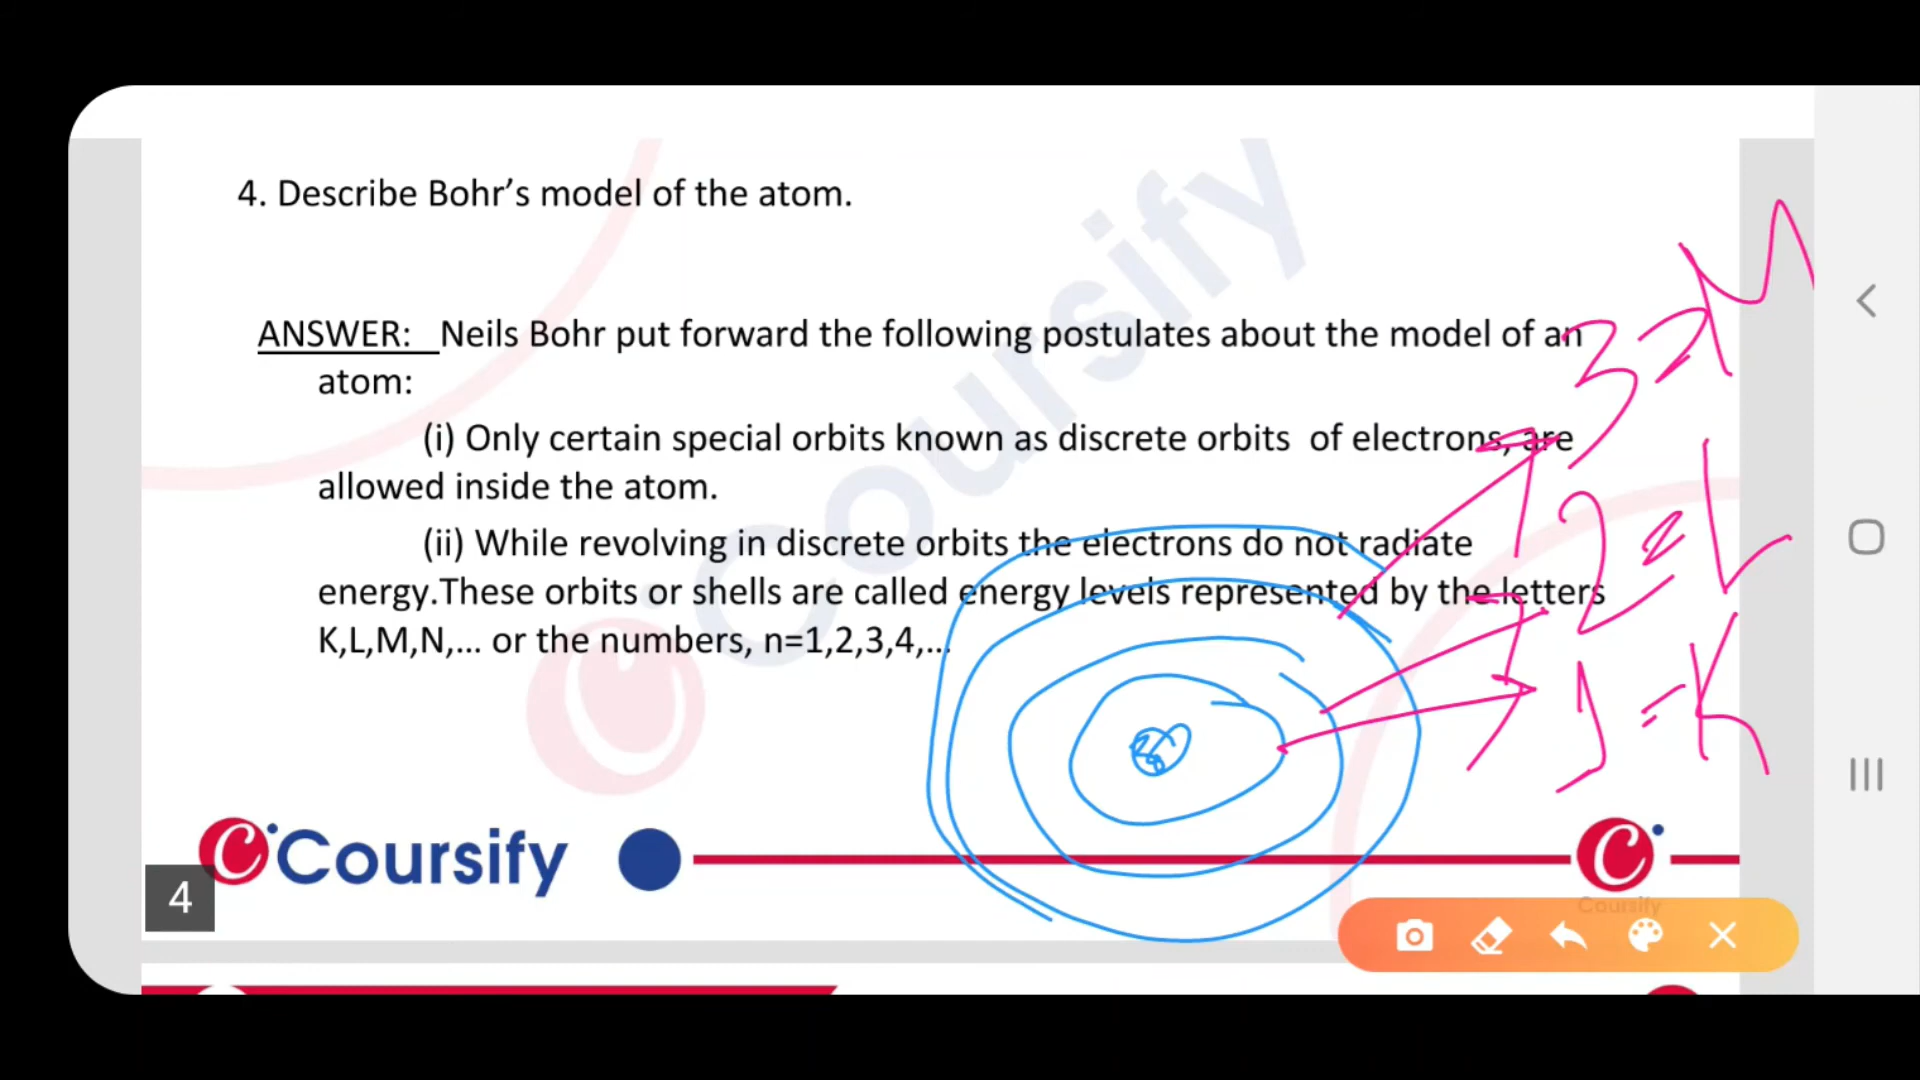 4. Describe Bohr’s model of the atom.
ANSWER: Neils Bohr put forward the following postulates about the model of an
atom:
(i) Only certain special orbits known as discrete orbits of electrons, are
allowed inside the atom.
(ii) While revolving in discrete orbits the electrons do not radiate
energy.These orbits or shells are called energy levels represented by the letters
K,L,M,N,... or the numbers, n=1,2,3,4,...
3 = M
2 = L
1 = K
Coursify
Coursify
Coursify
4